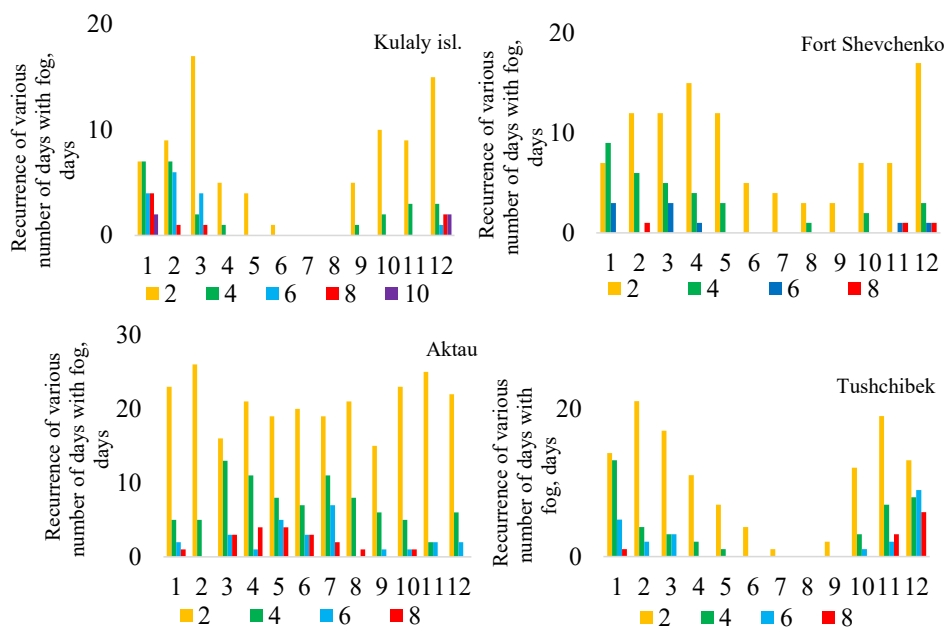 Kulaly isl.
Recurrence of various
number of days with fog,
days
20
10
0
1 2 3 4 5 6 7 8 9 10 11 12
2 4 6 8 10
Fort Shevchenko
Recurrence of various
number of days with fog,
days
20
10
0
1 2 3 4 5 6 7 8 9 10 11 12
2 4 6 8
Aktau
Recurrence of various
number of days with fog,
days
30
20
10
0
1 2 3 4 5 6 7 8 9 10 11 12
2 4 6 8
Tushchibek
Recurrence of various
number of days with
fog, days
20
10
0
1 2 3 4 5 6 7 8 9 10 11 12
2 4 6 8